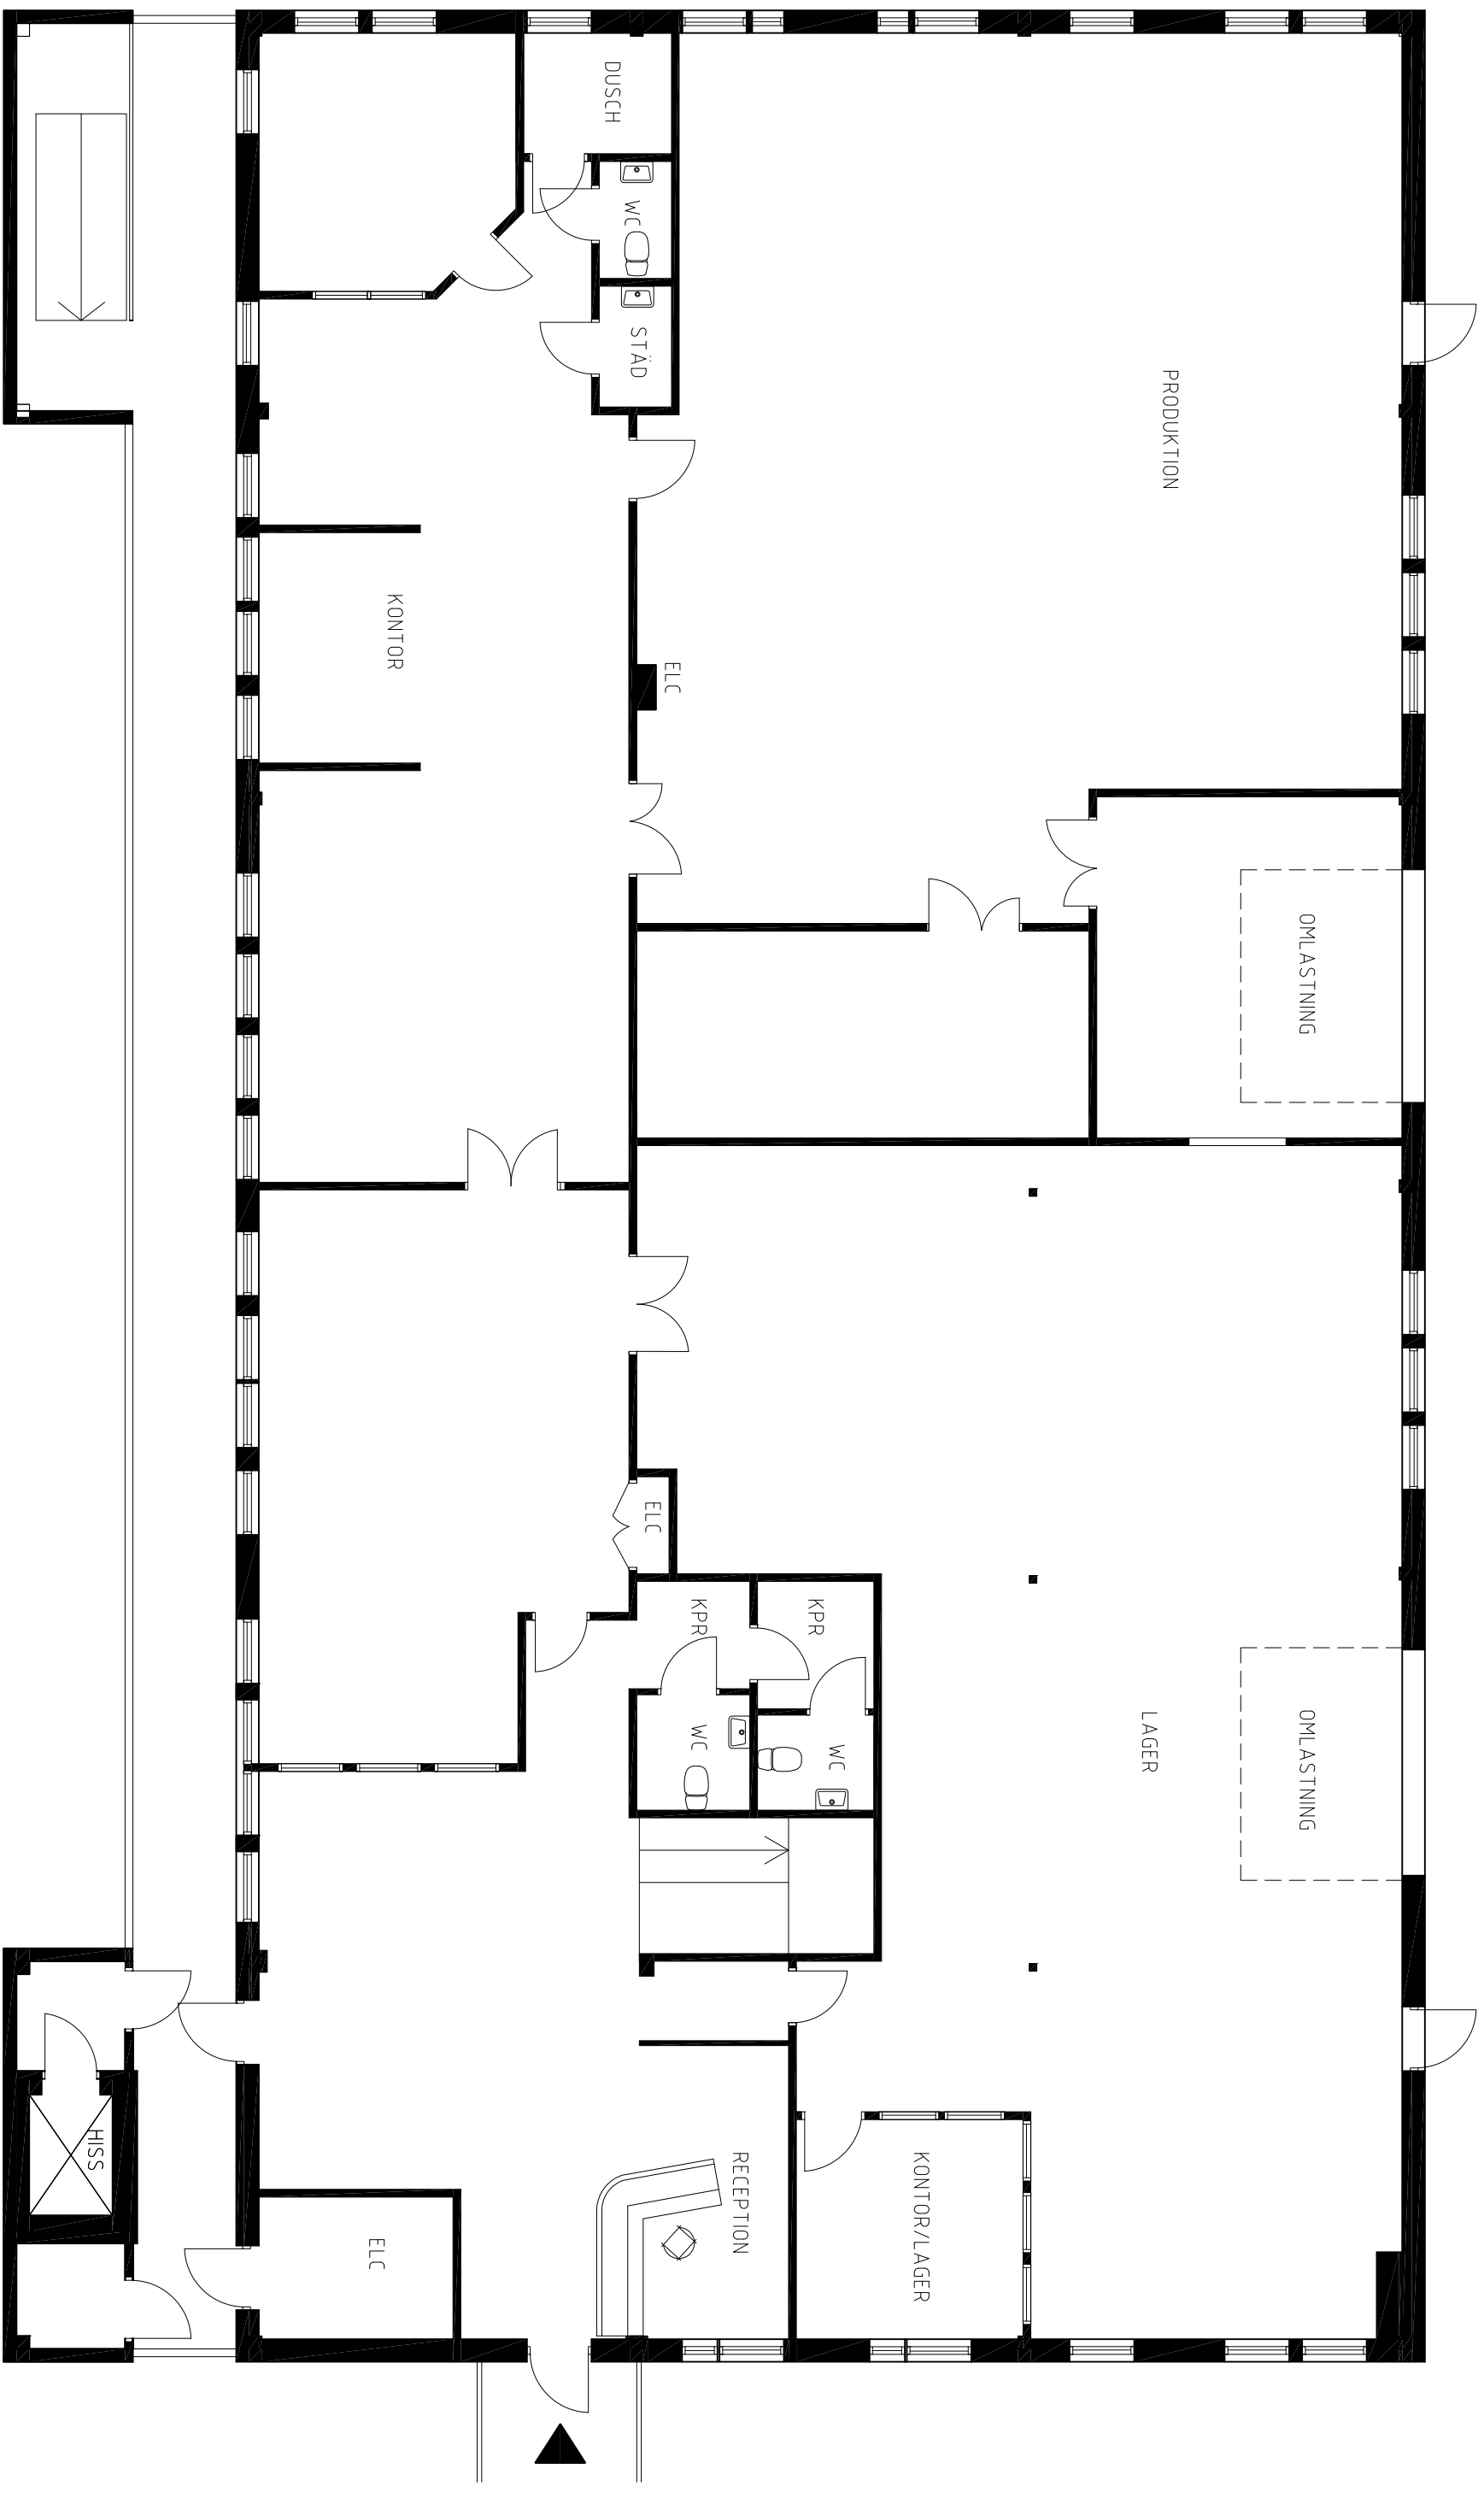 DUSCH
WC
STÄD
PRODUKTION
KONTOR
ELC
OMLASTNING
ELC
KPR
KPR
WC
WC
LAGER
OMLASTNING
HISS
RECEPTION
KONTOR/LAGER
ELC